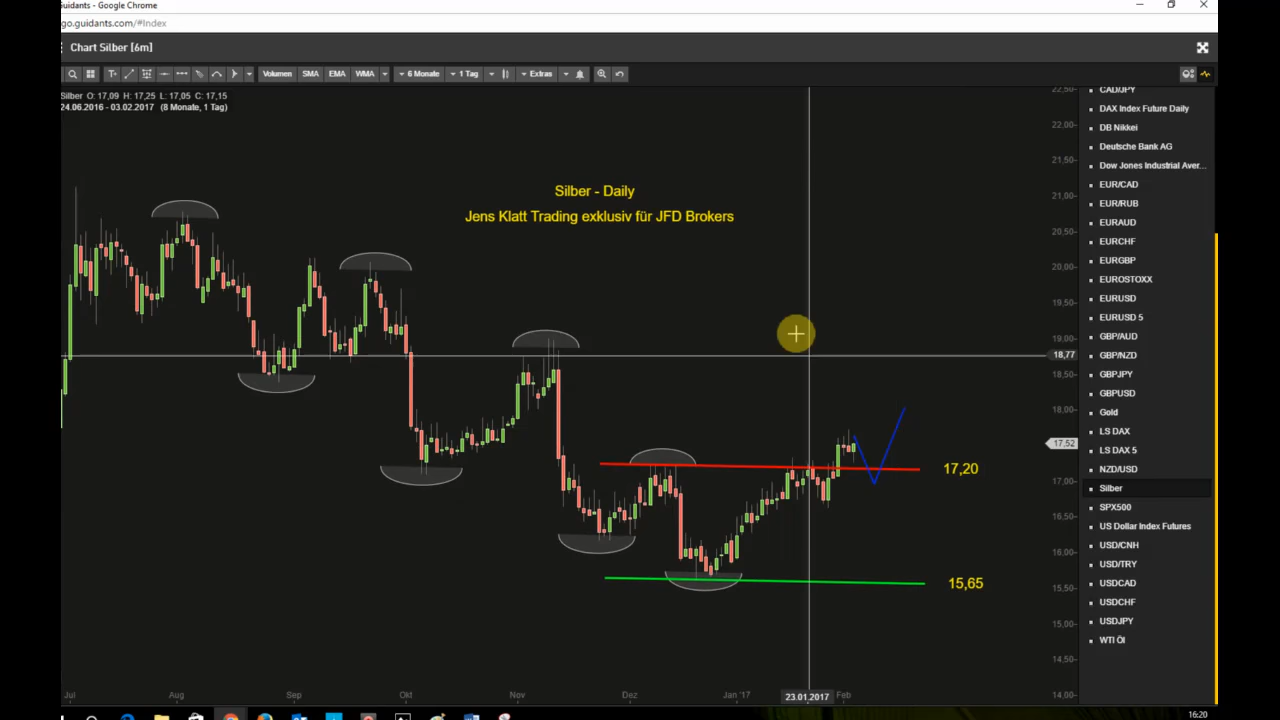 Guidants - Google Chrome
go.guidants.com/#Index
Chart Silber [6m]
Volumen SMA EMA WMA 6 Monate 1 Tag Extras
Silber O: 17,09 H: 17,25 L: 17,05 C: 17,15
24.06.2016 - 03.02.2017 (8 Monate, 1 Tag)
Silber - Daily
Jens Klatt Trading exklusiv für JFD Brokers
17,20
15,65
22,50
22,00
21,50
21,00
20,50
20,00
19,50
19,00
18,77
18,50
18,00
17,52
17,00
16,50
16,00
15,50
15,00
14,50
14,00
Jul Aug Sep Okt Nov Dez Jan '17 23.01.2017 Feb
CAD/JPY
DAX Index Future Daily
DB Nikkei
Deutsche Bank AG
Dow Jones Industrial Aver...
EUR/CAD
EUR/RUB
EURAUD
EURCHF
EURGBP
EUROSTOXX
EURUSD
EURUSD 5
GBP/AUD
GBP/NZD
GBPJPY
GBPUSD
Gold
LS DAX
LS DAX 5
NZD/USD
Silber
SPX500
US Dollar Index Futures
USD/CNH
USD/TRY
USDCAD
USDCHF
USDJPY
WTI Öl
16:20